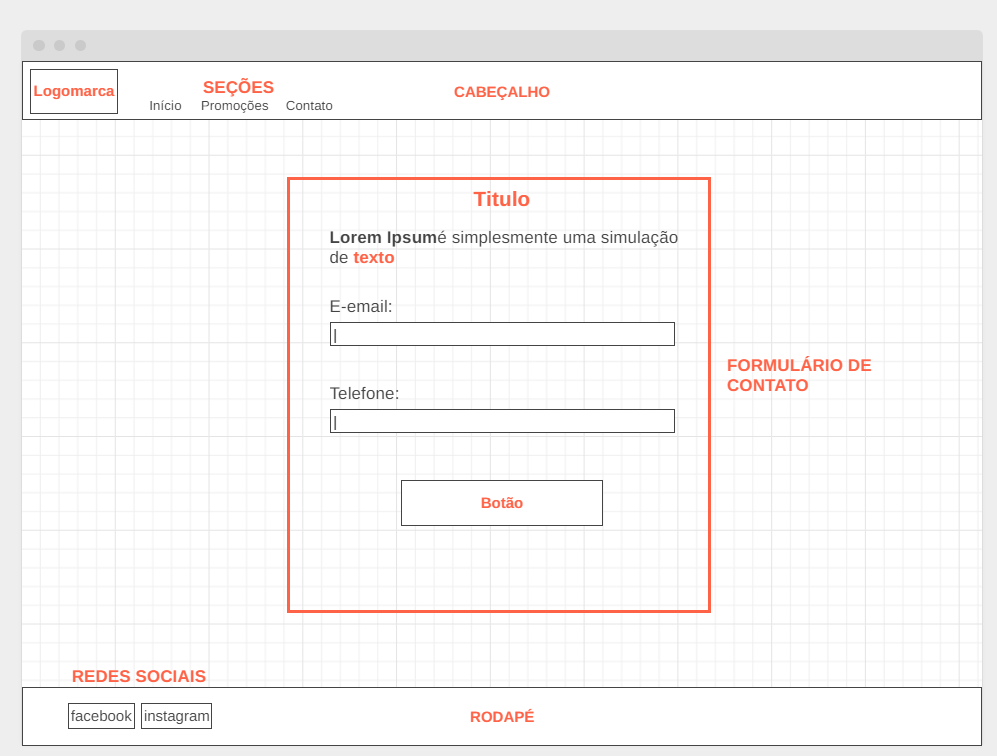 Logomarca
SEÇÕES
Início Promoções Contato
CABEÇALHO
Titulo
Lorem Ipsumé simplesmente uma simulação
de texto
E-email:
|
Telefone:
|
Botão
FORMULÁRIO DE
CONTATO
REDES SOCIAIS
facebook instagram
RODAPÉ